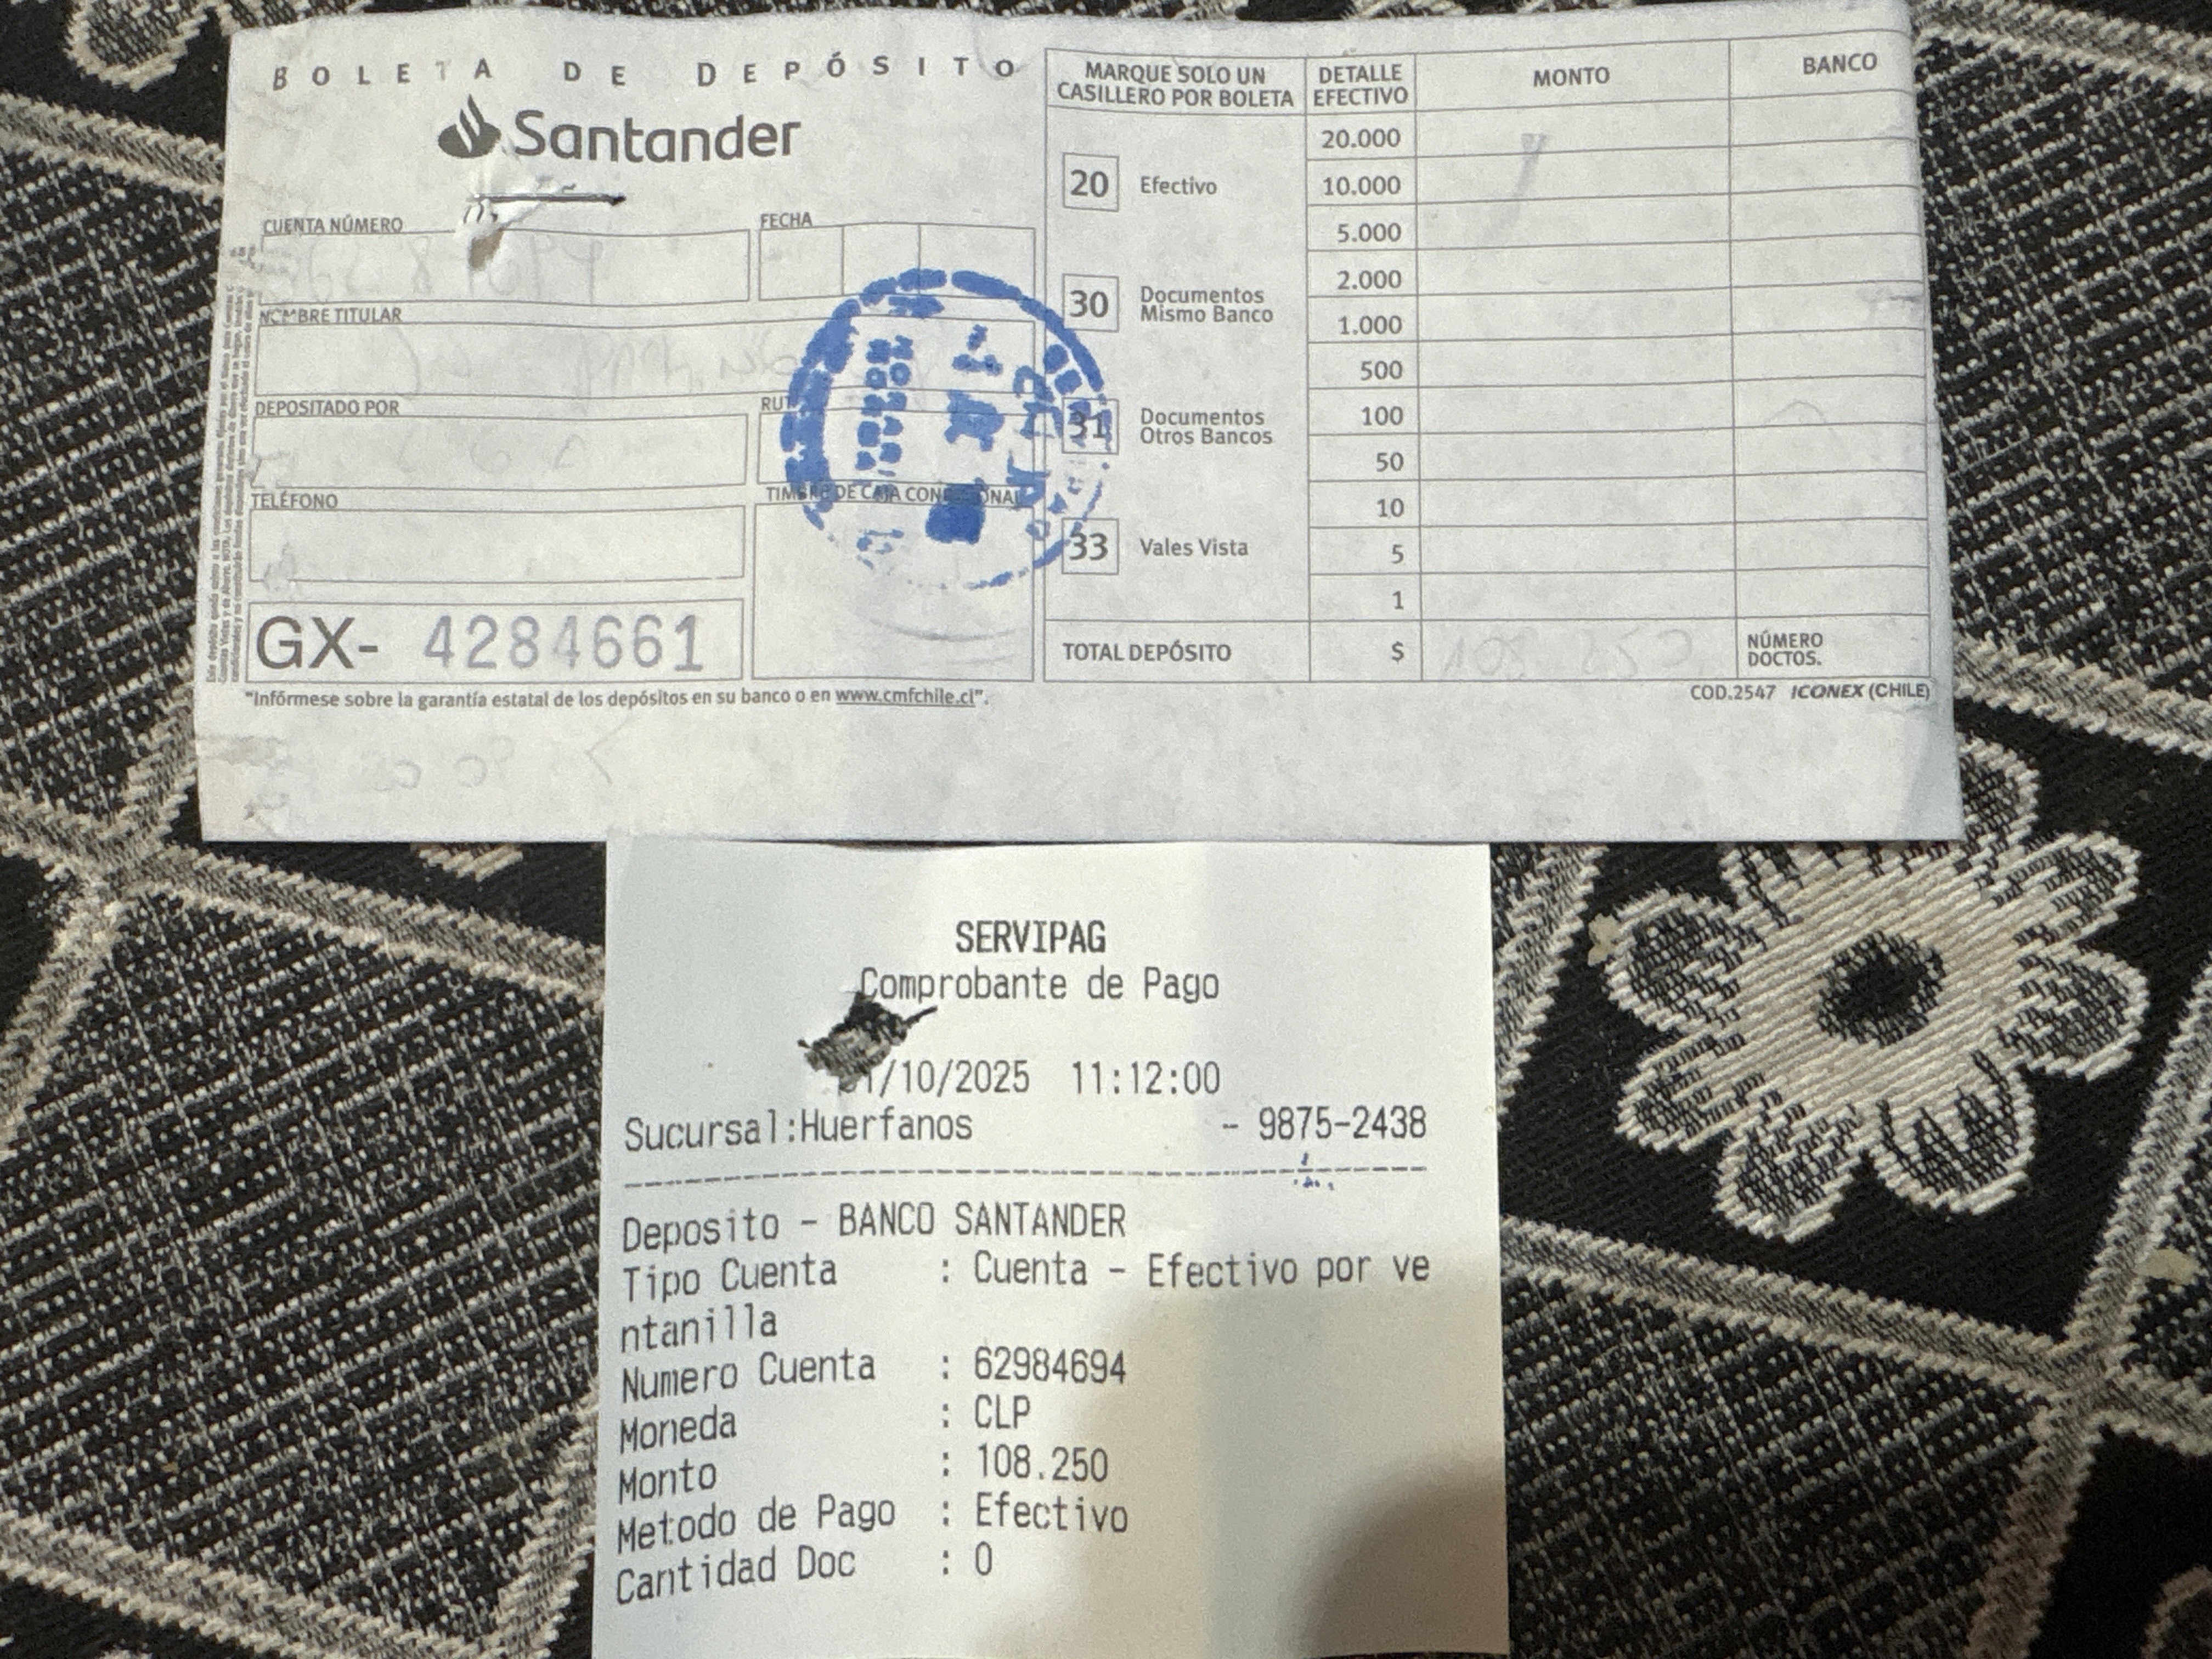 BOLETA DE DEPÓSITO
Santander
CUENTA NÚMERO
FECHA
NOMBRE TITULAR
DEPOSITADO POR
RUT
TELÉFONO
TIMBRE DE CAJA
GX- 4284661
"Infórmese sobre la garantía estatal de los depósitos en su banco o en www.cmfchile.cl".
MARQUE SOLO UN CASILLERO POR BOLETA
20 Efectivo
30 Documentos Mismo Banco
31 Documentos Otros Bancos
33 Vales Vista
DETALLE EFECTIVO
MONTO
BANCO
20.000
10.000
5.000
2.000
1.000
500
100
50
10
5
1
TOTAL DEPÓSITO $ 108 250
NÚMERO DOCTOS.
COD.2547 ICONEX (CHILE)
SERVIPAG
Comprobante de Pago
1/10/2025 11:12:00
Sucursal:Huerfanos - 9875-2438
Deposito - BANCO SANTANDER
Tipo Cuenta : Cuenta - Efectivo por ve
ntanilla
Numero Cuenta : 62984694
Moneda : CLP
Monto : 108.250
Metodo de Pago : Efectivo
Cantidad Doc : 0